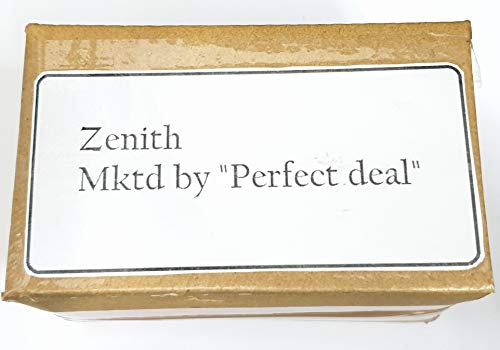 Zenith
Mktd by "Perfect deal"